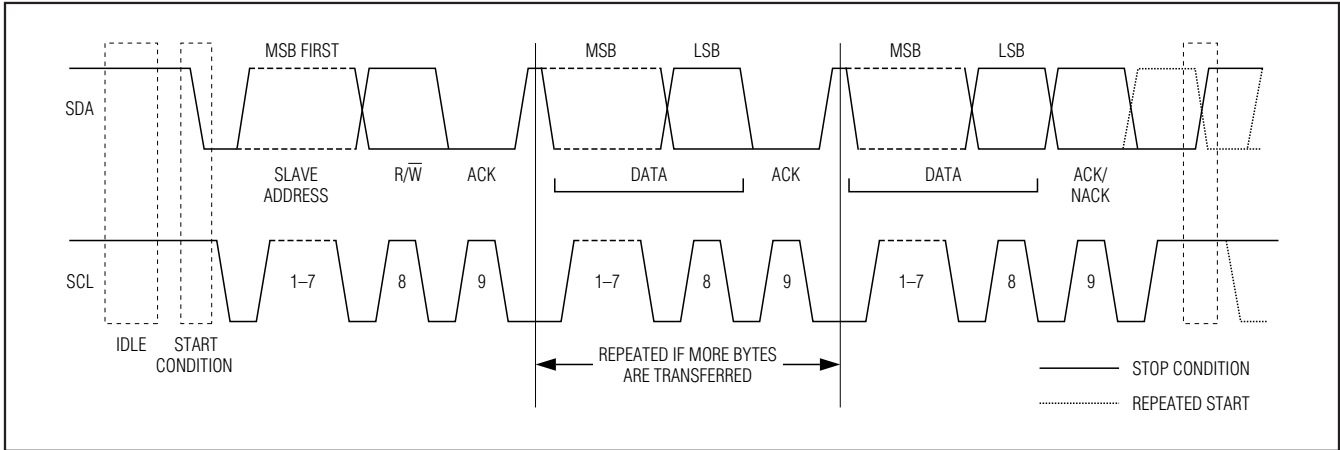 MSB FIRST
MSB
LSB
MSB
LSB
SDA
SLAVE
ADDRESS
R/W̅
ACK
DATA
ACK
DATA
ACK/
NACK
SCL
1–7
8
9
1–7
8
9
1–7
8
9
IDLE
START
CONDITION
REPEATED IF MORE BYTES
ARE TRANSFERRED
STOP CONDITION
REPEATED START